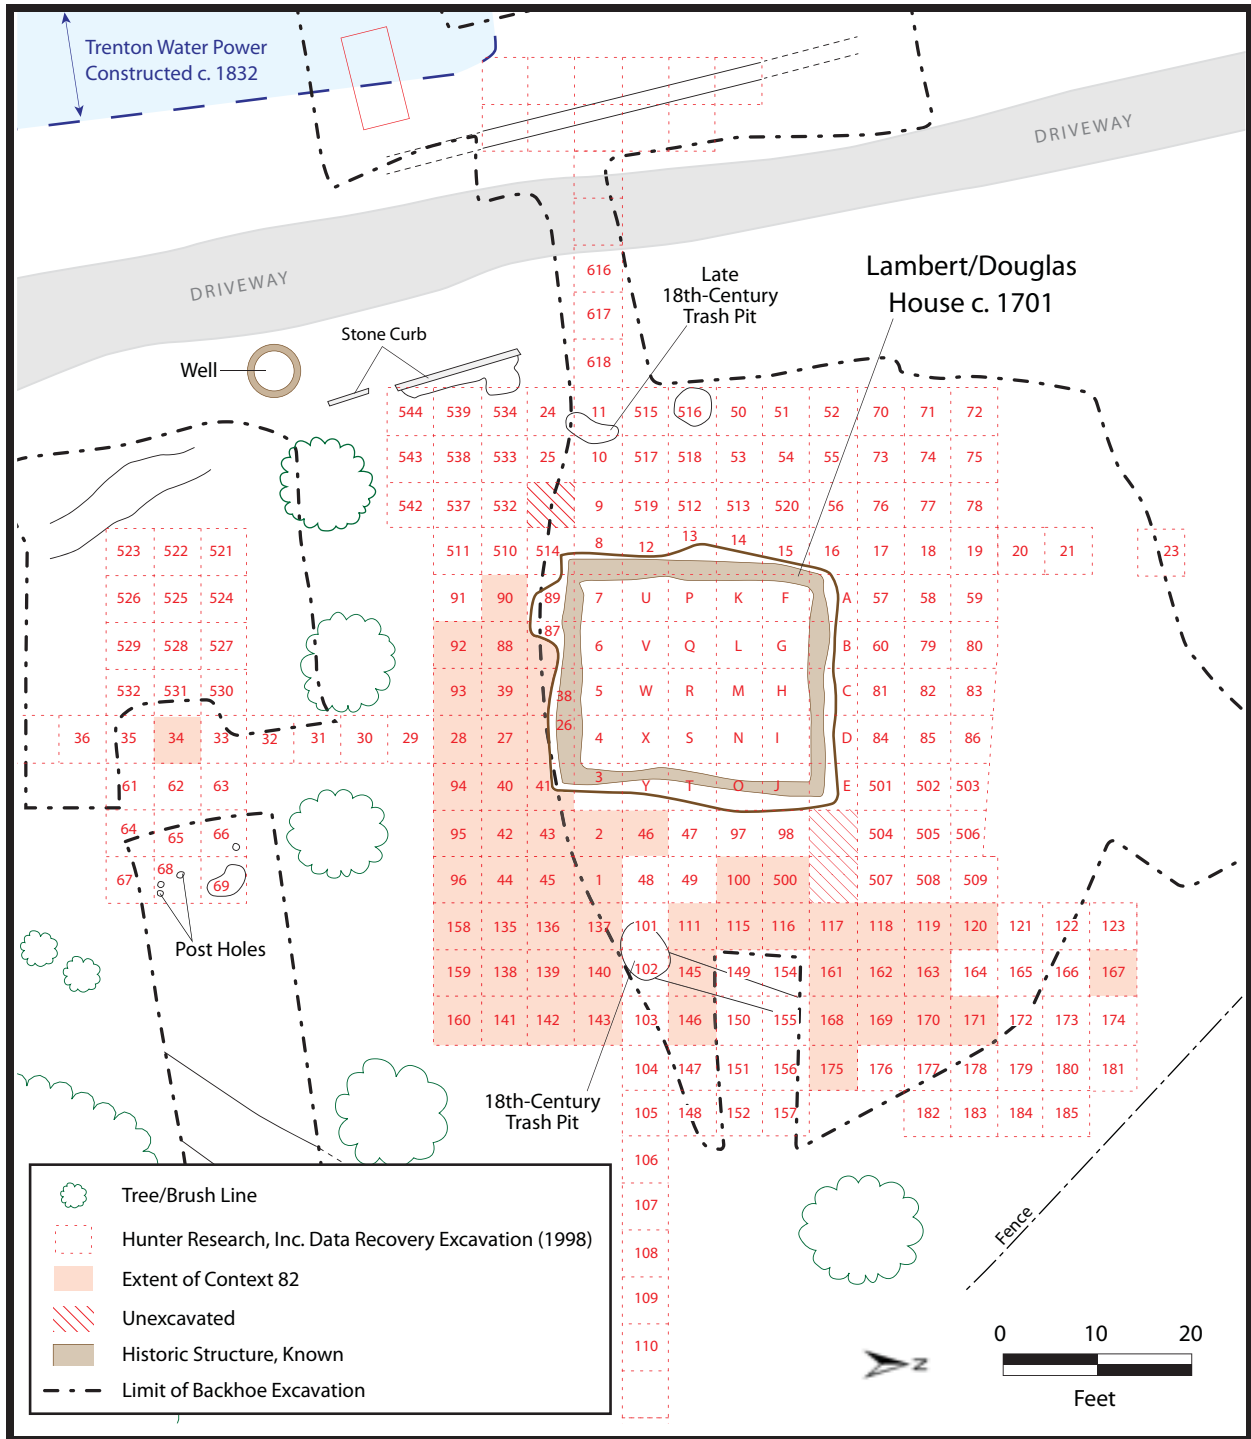 Trenton Water Power
Constructed c. 1832
DRIVEWAY
DRIVEWAY
Lambert/Douglas
House c. 1701
Late
18th-Century
Trash Pit
Stone Curb
Well
616
617
618
544 539 534 24 11 515 516 50 51 52 70 71 72
543 538 533 25 10 517 518 53 54 55 73 74 75
542 537 532 9 519 512 513 520 56 76 77 78
523 522 521 511 510 514 8 12 13 14 15 16 17 18 19 20 21 23
526 525 524 91 90 89 7 U P K F A 57 58 59
87
529 528 527 92 88 6 V Q L G B 60 79 80
532 531 530 93 39 38 5 W R M H C 81 82 83
26
36 35 34 33 32 31 30 29 28 27 4 X S N I D 84 85 86
61 62 63 94 40 41 3 Y T O J E 501 502 503
64 65 66 95 42 43 2 46 47 97 98 504 505 506
67 68 69 96 44 45 1 48 49 100 500 507 508 509
Post Holes
158 135 136 137 101 111 115 116 117 118 119 120 121 122 123
159 138 139 140 102 145 149 154 161 162 163 164 165 166 167
160 141 142 143 103 146 150 155 168 169 170 171 172 173 174
104 147 151 156 175 176 177 178 179 180 181
18th-Century
Trash Pit
105 148 152 157 182 183 184 185
106
107
108
109
110
Fence
Tree/Brush Line
Hunter Research, Inc. Data Recovery Excavation (1998)
Extent of Context 82
Unexcavated
Historic Structure, Known
Limit of Backhoe Excavation
N
0 10 20
Feet